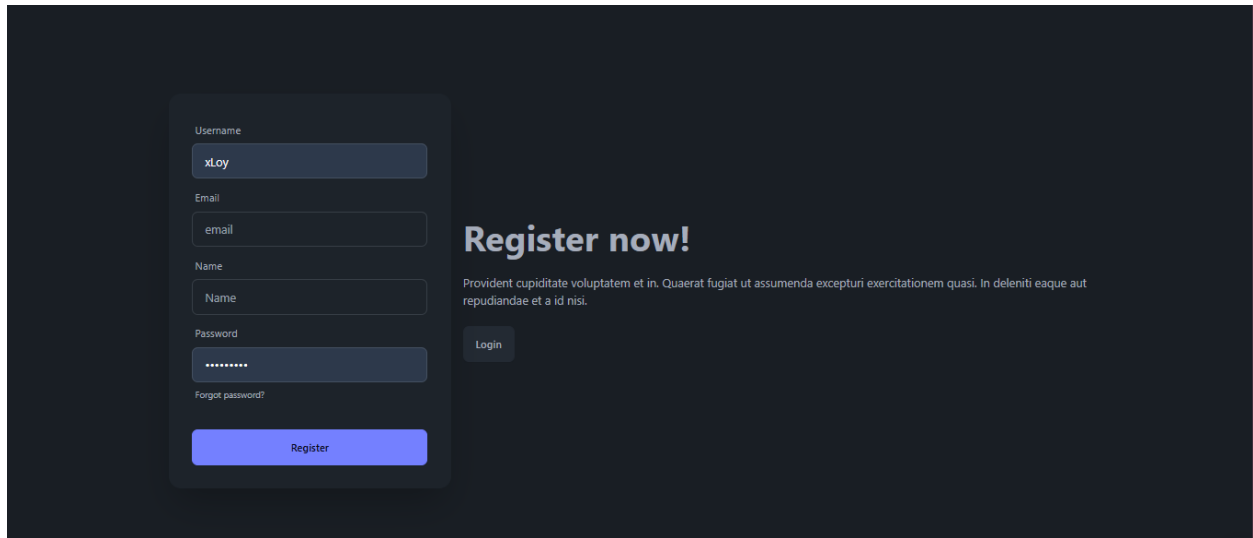 Username
xLoy
Email
email
Name
Name
Password
•••••••••
Forgot password?
Register
Register now!
Provident cupiditate voluptatem et in. Quaerat fugiat ut assumenda excepturi exercitationem quasi. In deleniti eaque aut
repudiandae et a id nisi.
Login